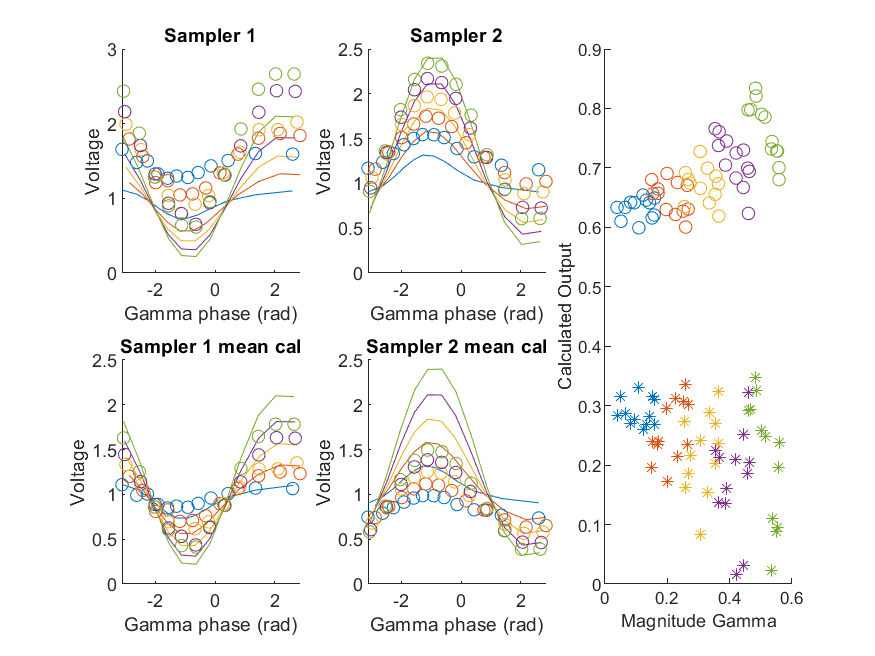 Sampler 1
3
2
1
0
Voltage
-2 0 2
Gamma phase (rad)
Sampler 2
2.5
2
1.5
1
0.5
0
Voltage
-2 0 2
Gamma phase (rad)
Sampler 1 mean cal
2.5
2
1.5
1
0.5
0
Voltage
-2 0 2
Gamma phase (rad)
Sampler 2 mean cal
2.5
2
1.5
1
0.5
0
Voltage
-2 0 2
Gamma phase (rad)
0.9
0.8
0.7
0.6
0.5
0.4
0.3
0.2
0.1
0
Calculated Output
0 0.2 0.4 0.6
Magnitude Gamma